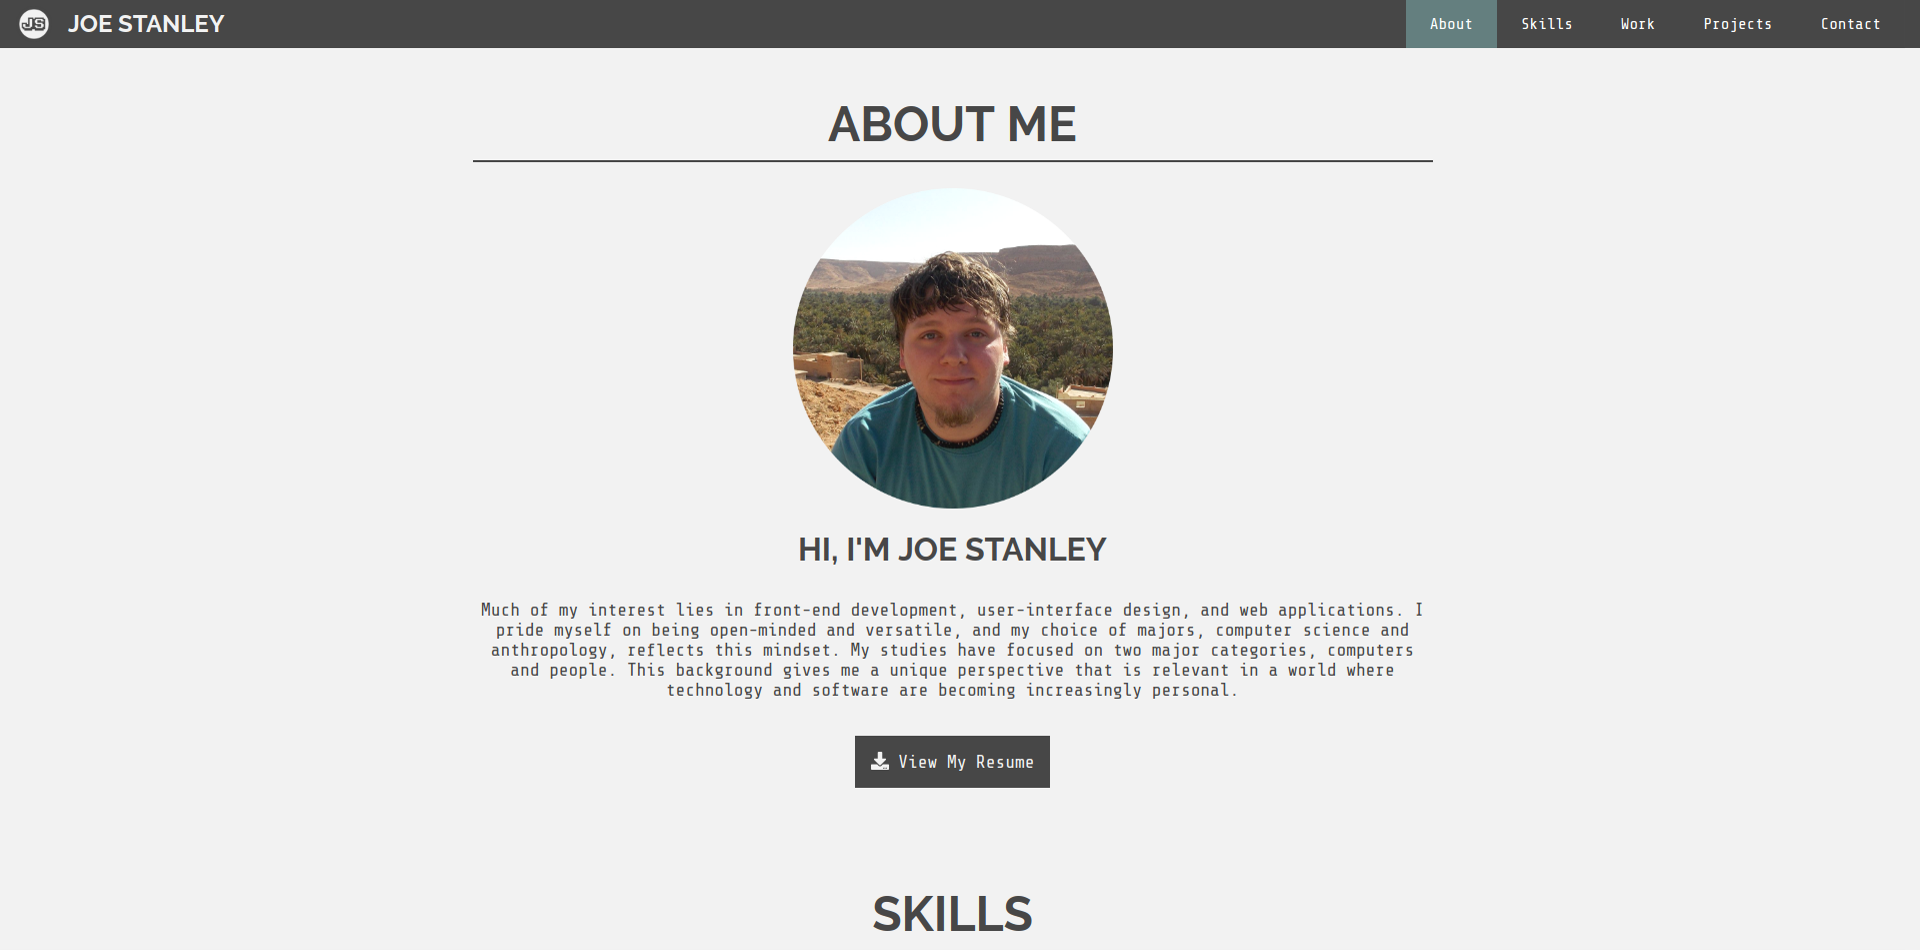 JS JOE STANLEY About Skills Work Projects Contact
ABOUT ME
HI, I'M JOE STANLEY
Much of my interest lies in front-end development, user-interface design, and web applications. I
pride myself on being open-minded and versatile, and my choice of majors, computer science and
anthropology, reflects this mindset. My studies have focused on two major categories, computers
and people. This background gives me a unique perspective that is relevant in a world where
technology and software are becoming increasingly personal.
View My Resume
SKILLS